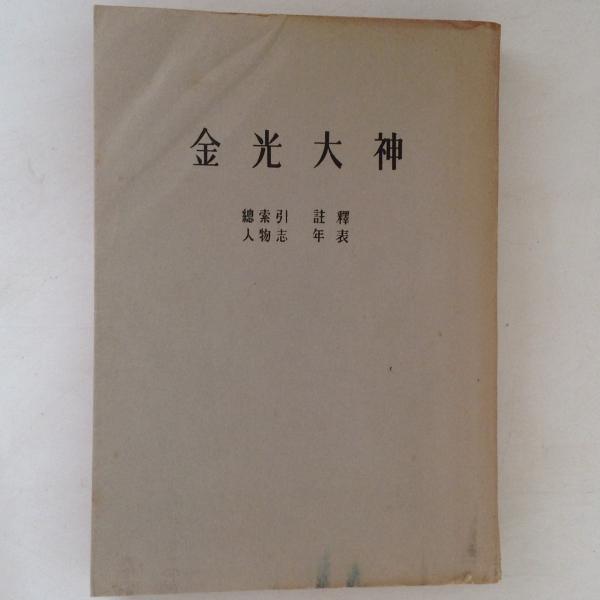 金光大神
總索引 註釋
人物志 年表